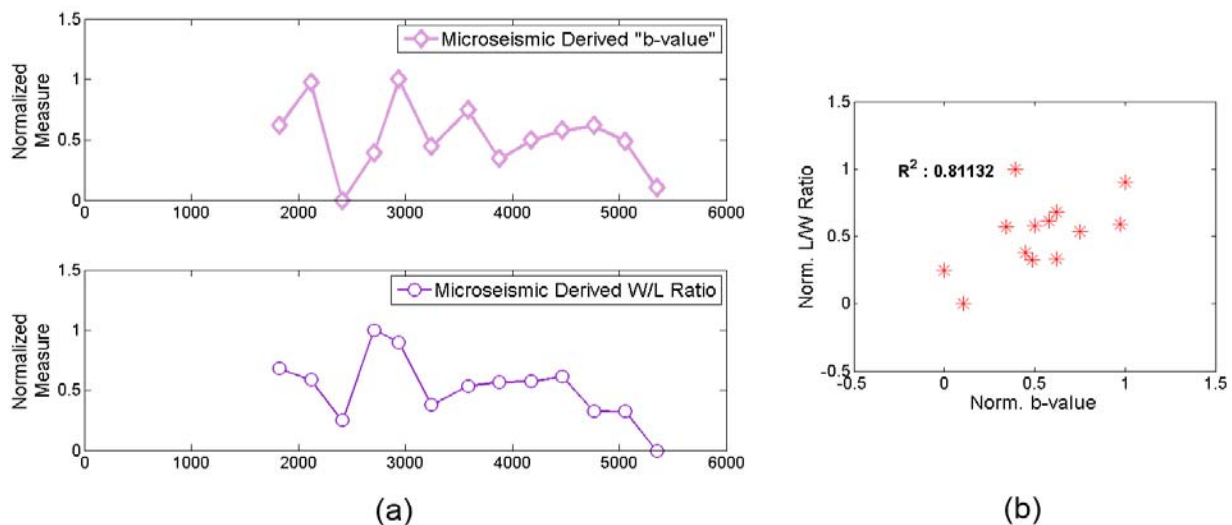 1.5
Microseismic Derived "b-value"
1
Normalized
Measure
0.5
0
0 1000 2000 3000 4000 5000 6000
1.5
Microseismic Derived W/L Ratio
1
Normalized
Measure
0.5
0
0 1000 2000 3000 4000 5000 6000
(a)
1.5
1
R² : 0.81132
Norm. L/W Ratio
0.5
0
-0.5
-0.5 0 0.5 1 1.5
Norm. b-value
(b)